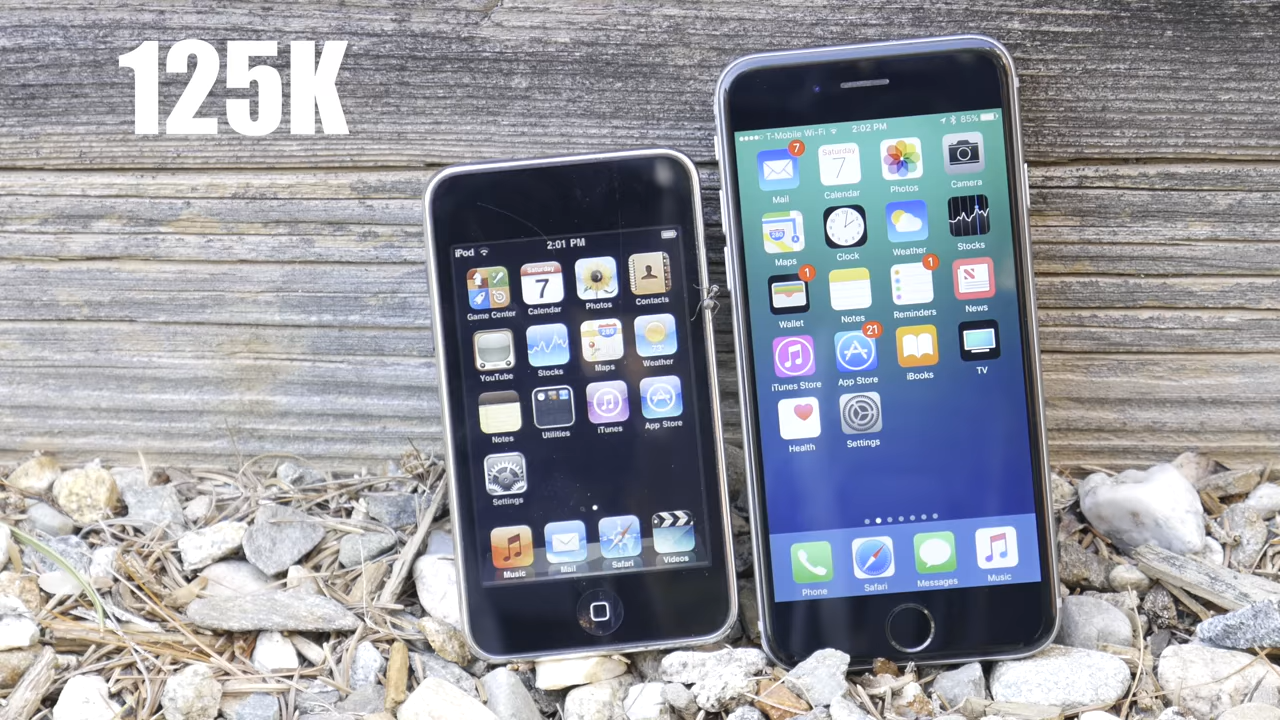 125K
iPod 2:01 PM
Game Center Saturday 7 Calendar Photos Contacts
YouTube Stocks 280 Maps Weather
Notes Utilities iTunes App Store
Settings
Music Mail Safari Videos
T-Mobile Wi-Fi 2:02 PM 85%
7 Mail Saturday 7 Calendar Photos Camera
280 Maps Clock Weather Stocks
1 Wallet Notes 1 Reminders News
iTunes Store 21 App Store iBooks TV
Health Settings
Phone Safari Messages Music